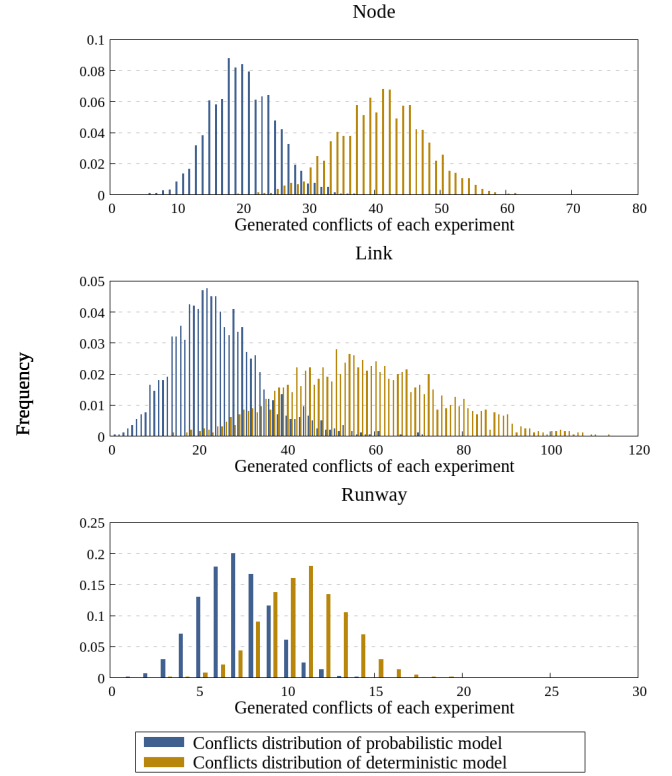 Node
0.1
0.08
0.06
0.04
0.02
0
0 10 20 30 40 50 60 70 80
Generated conflicts of each experiment
Link
0.05
0.04
0.03
0.02
0.01
0
0 20 40 60 80 100 120
Generated conflicts of each experiment
Frequency
Runway
0.25
0.2
0.15
0.1
0.05
0
0 5 10 15 20 25 30
Generated conflicts of each experiment
Conflicts distribution of probabilistic model
Conflicts distribution of deterministic model